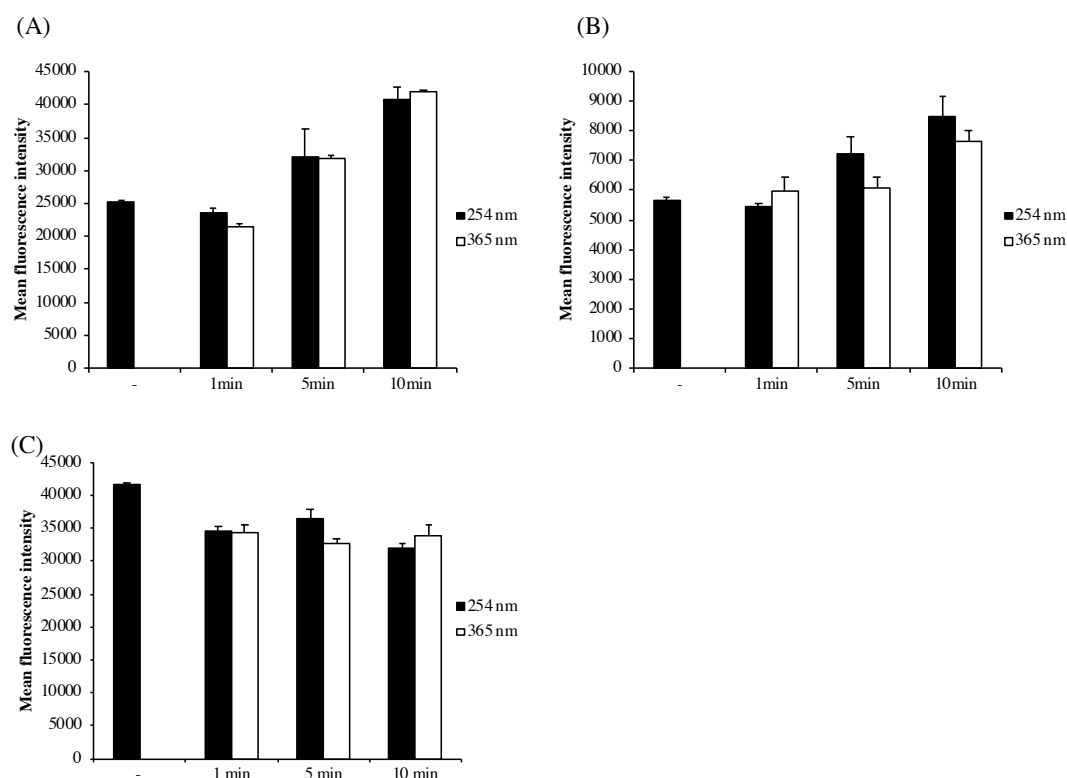 (A)
45000
40000
35000
30000
25000
20000
15000
10000
5000
0
Mean fluorescence intensity
- 1min 5min 10min
254 nm
365 nm
(B)
10000
9000
8000
7000
6000
5000
4000
3000
2000
1000
0
Mean fluorescence intensity
- 1min 5min 10min
254 nm
365 nm
(C)
45000
40000
35000
30000
25000
20000
15000
10000
5000
0
Mean fluorescence intensity
- 1 min 5 min 10 min
254 nm
365 nm